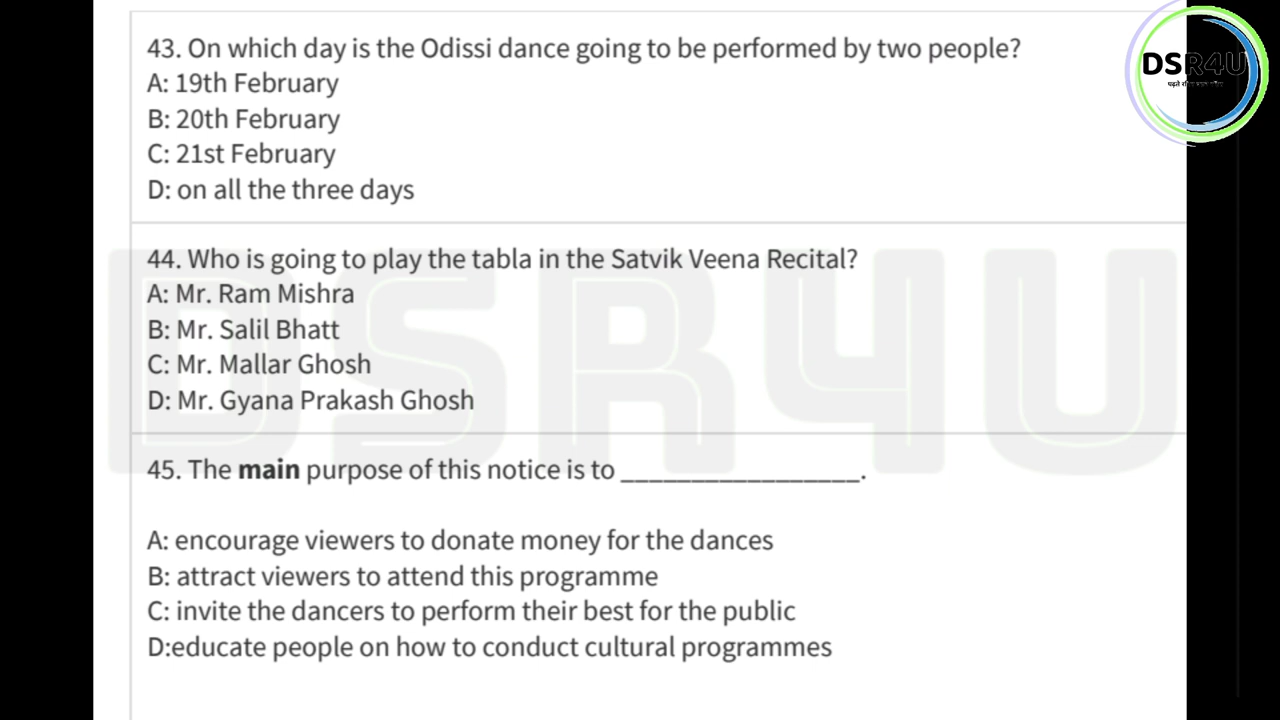 43. On which day is the Odissi dance going to be performed by two people?
A: 19th February
B: 20th February
C: 21st February
D: on all the three days
44. Who is going to play the tabla in the Satvik Veena Recital?
A: Mr. Ram Mishra
B: Mr. Salil Bhatt
C: Mr. Mallar Ghosh
D: Mr. Gyana Prakash Ghosh
45. The main purpose of this notice is to _________________.
A: encourage viewers to donate money for the dances
B: attract viewers to attend this programme
C: invite the dancers to perform their best for the public
D:educate people on how to conduct cultural programmes
DSR4U
DSR4U